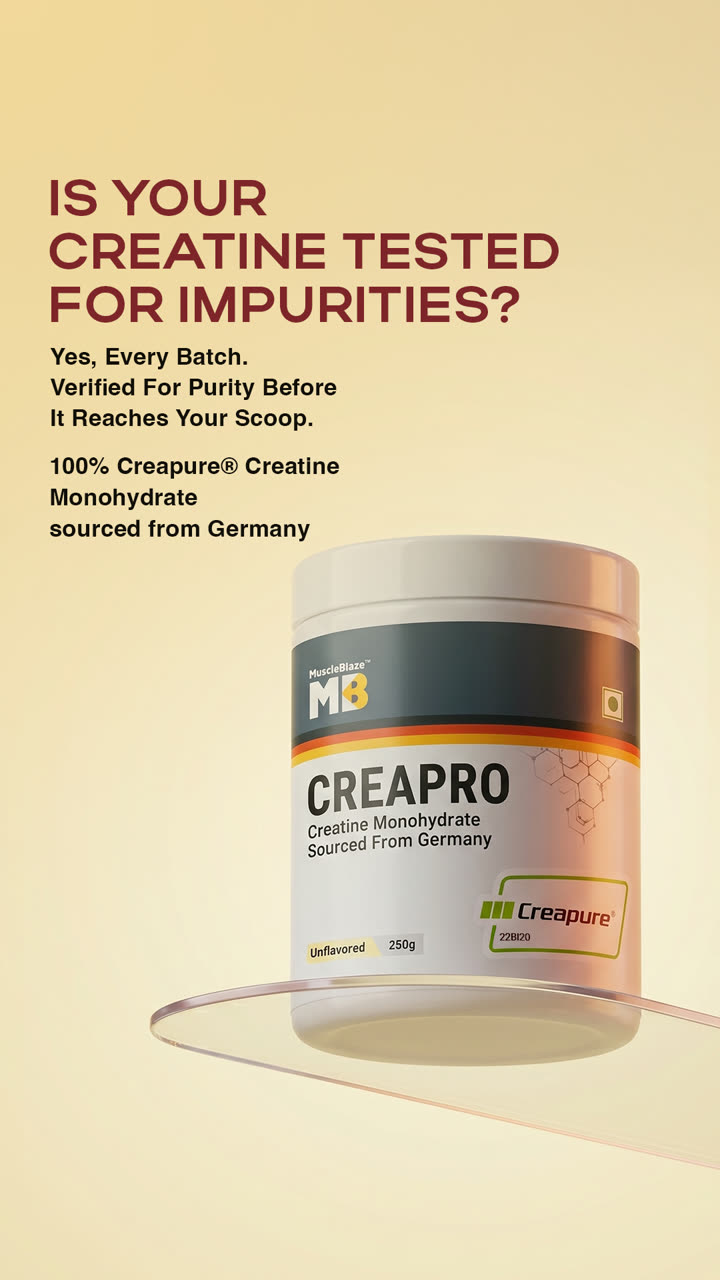 IS YOUR
CREATINE TESTED
FOR IMPURITIES?
Yes, Every Batch.
Verified For Purity Before
It Reaches Your Scoop.
100% Creapure® Creatine
Monohydrate
sourced from Germany
MuscleBlaze™
MB
CREAPRO
Creatine Monohydrate
Sourced From Germany
Creapure®
22BI20
Unflavored 250g